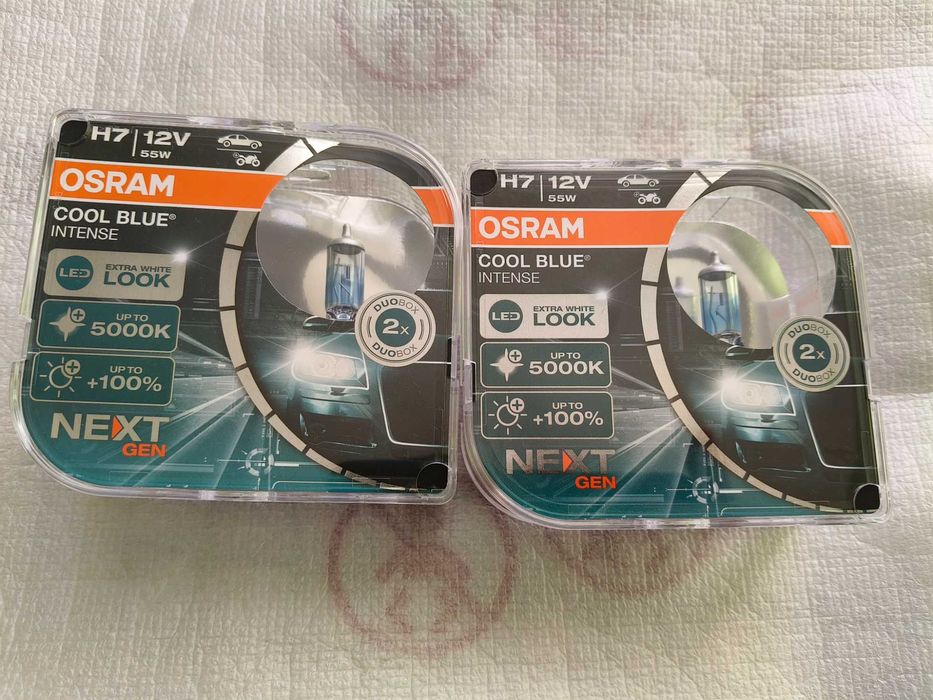 H7 | 12V
55W
OSRAM
COOL BLUE®
INTENSE
LED EXTRA WHITE
LOOK
UP TO
5000K
UP TO
+100%
NEXT
GEN
DUOBOX
2x
DUOBOX
H7 | 12V
55W
OSRAM
COOL BLUE®
INTENSE
LED EXTRA WHITE
LOOK
UP TO
5000K
UP TO
+100%
NEXT
GEN
DUOBOX
2x
DUOBOX